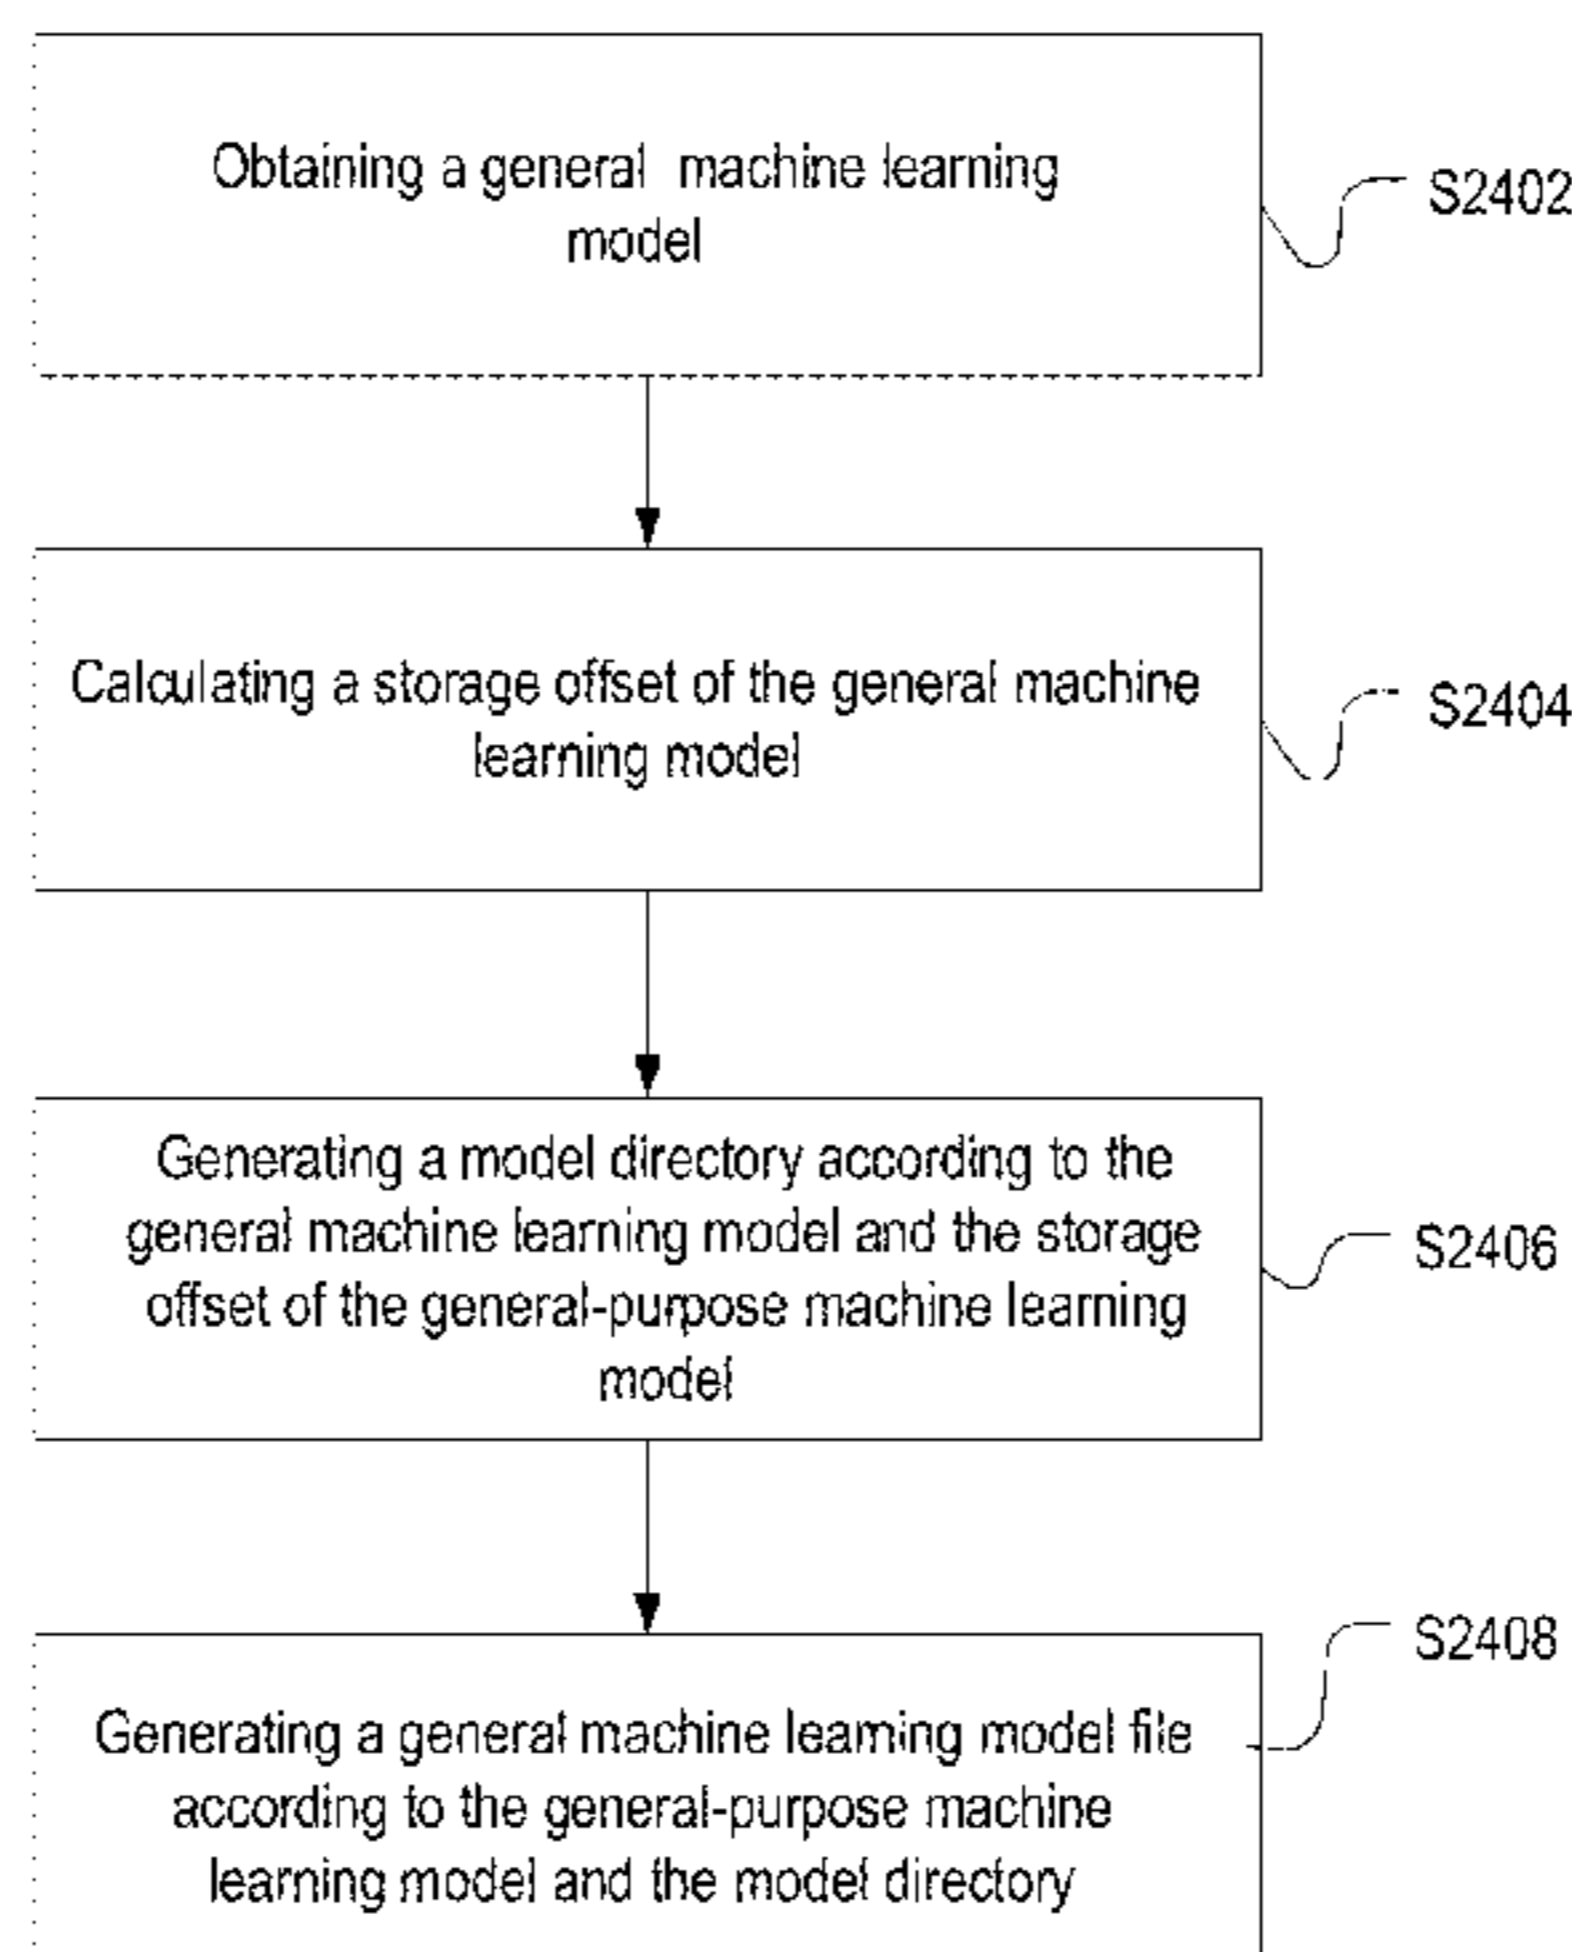 Obtaining a general machine learning
model
S2402
Calculating a storage offset of the general machine
learning model
S2404
Generating a model directory according to the
general machine learning model and the storage
offset of the general-purpose machine learning
model
S2406
Generating a general machine learning model file
according to the general-purpose machine
learning model and the model directory
S2408